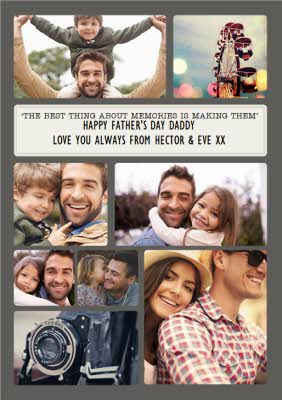 ‘THE BEST THING ABOUT MEMORIES IS MAKING THEM’
HAPPY FATHER'S DAY DADDY
LOVE YOU ALWAYS FROM HECTOR & EVE XX